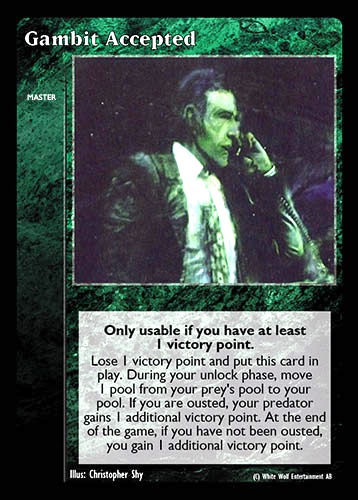 Gambit Accepted
MASTER
Only usable if you have at least
1 victory point.
Lose 1 victory point and put this card in
play. During your unlock phase, move
1 pool from your prey's pool to your
pool. If you are ousted, your predator
gains 1 additional victory point. At the end
of the game, if you have not been ousted,
you gain 1 additional victory point.
Illus: Christopher Shy
(C) White Wolf Entertainment AB